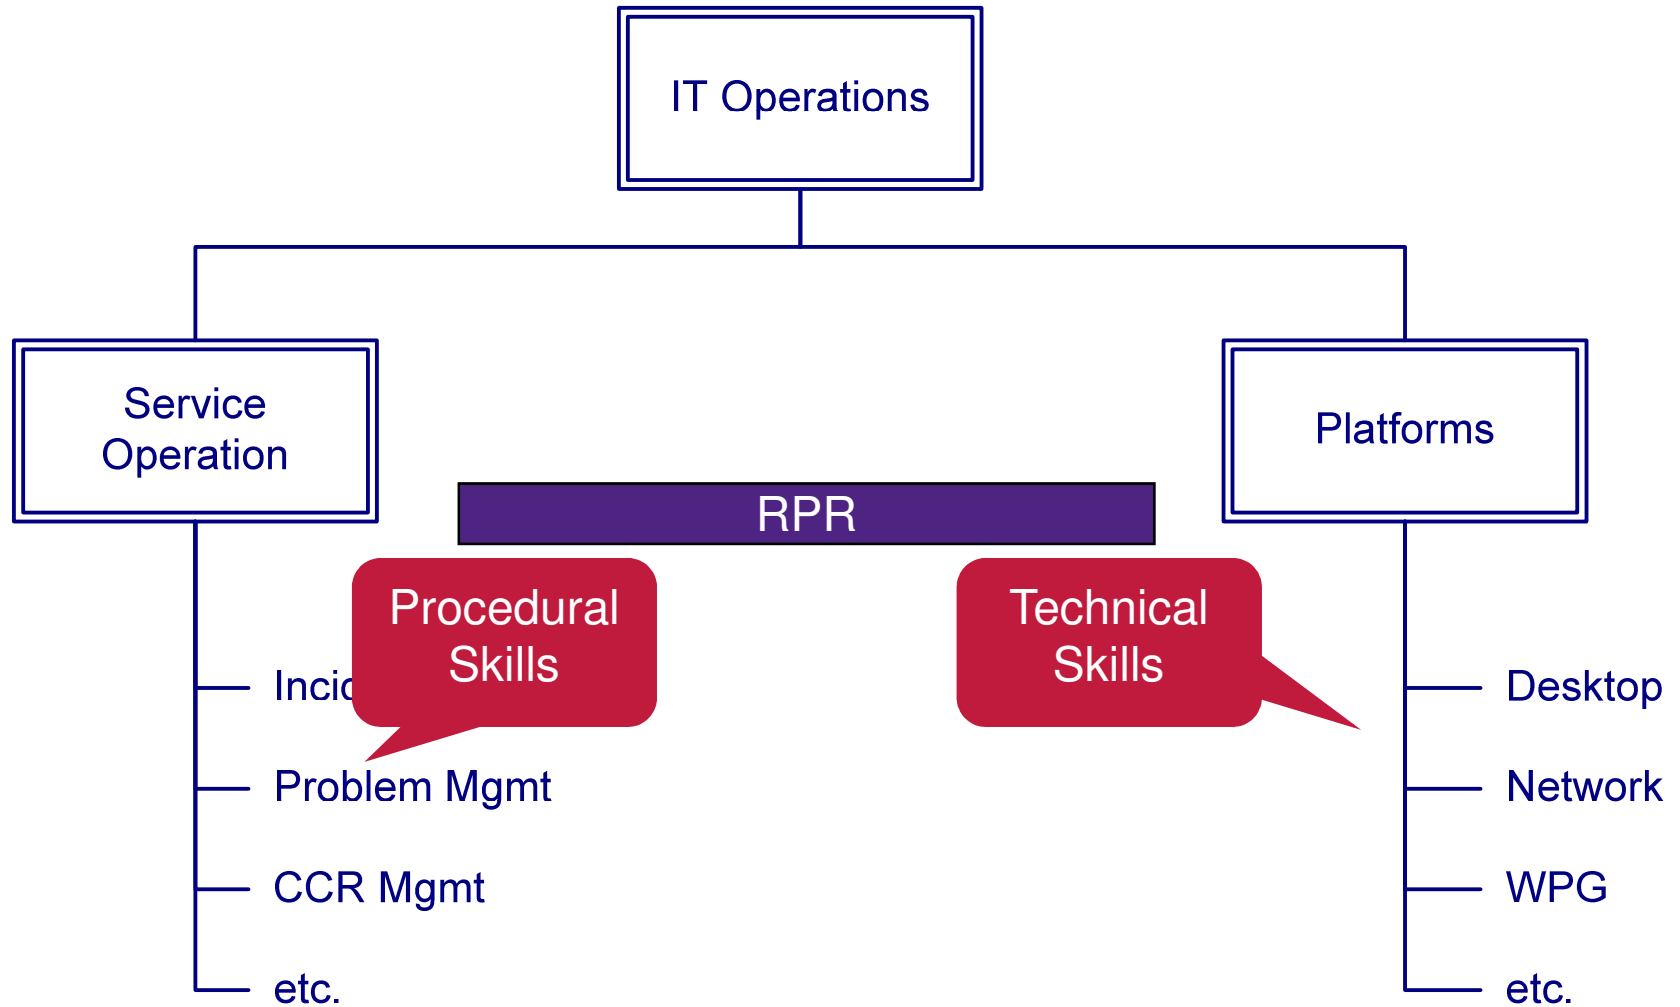 IT Operations
Service
Operation
Platforms
RPR
Procedural
Skills
Technical
Skills
Problem Mgmt
CCR Mgmt
etc.
Desktop
Network
WPG
etc.